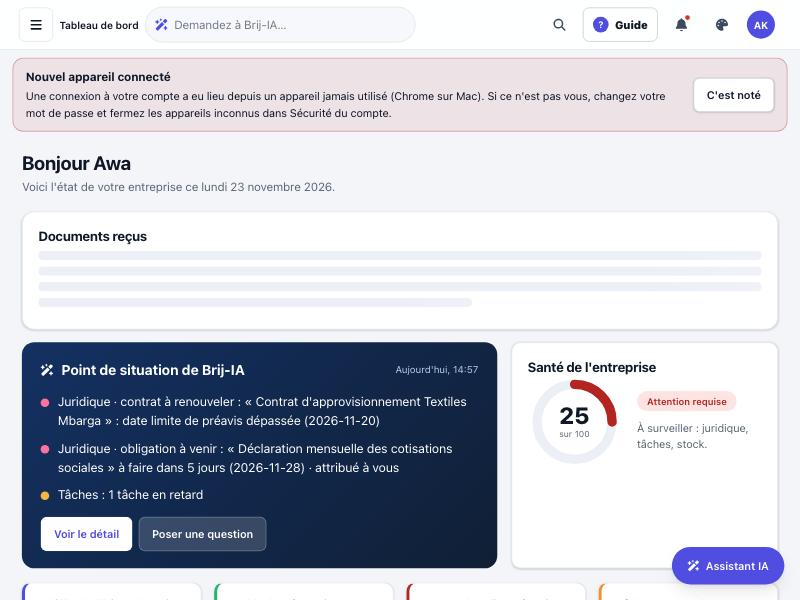 Tableau de bord
Demandez à Brij-IA...
? Guide
AK
Nouvel appareil connecté
Une connexion à votre compte a eu lieu depuis un appareil jamais utilisé (Chrome sur Mac). Si ce n'est pas vous, changez votre
mot de passe et fermez les appareils inconnus dans Sécurité du compte.
C'est noté
Bonjour Awa
Voici l'état de votre entreprise ce lundi 23 novembre 2026.
Documents reçus
Point de situation de Brij-IA
Aujourd'hui, 14:57
Juridique · contrat à renouveler : « Contrat d'approvisionnement Textiles
Mbarga » : date limite de préavis dépassée (2026-11-20)
Juridique · obligation à venir : « Déclaration mensuelle des cotisations
sociales » à faire dans 5 jours (2026-11-28) · attribué à vous
Tâches : 1 tâche en retard
Voir le détail
Poser une question
Santé de l'entreprise
25
sur 100
Attention requise
À surveiller : juridique,
tâches, stock.
Assistant IA